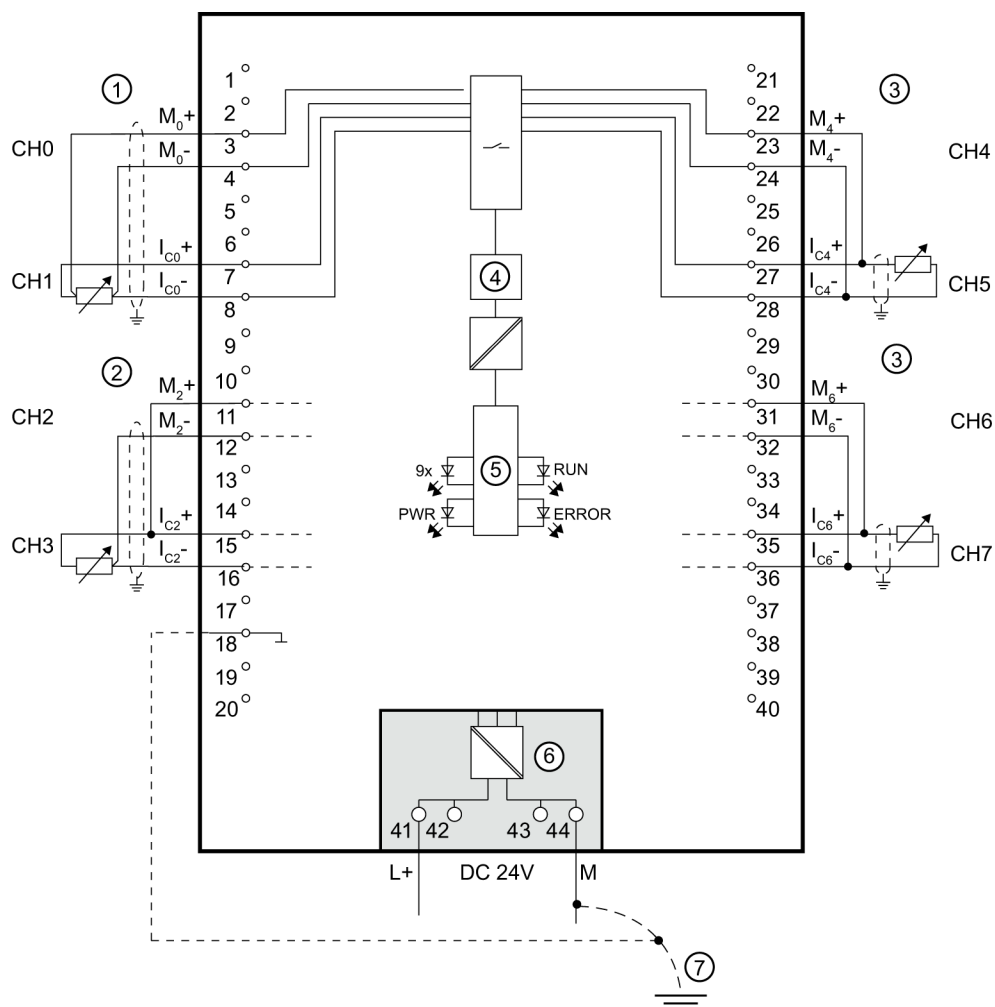 ①
CH0
M0+
M0-
CH1
IC0+
IC0-
②
CH2
M2+
M2-
CH3
IC2+
IC2-
1
2
3
4
5
6
7
8
9
10
11
12
13
14
15
16
17
18
19
20
④
⑤
9x
RUN
PWR
ERROR
⑥
41 42 43 44
L+ DC 24V M
⑦
21
22
23
24
25
26
27
28
29
30
31
32
33
34
35
36
37
38
39
40
③
M4+
M4-
CH4
IC4+
IC4-
CH5
③
M6+
M6-
CH6
IC6+
IC6-
CH7